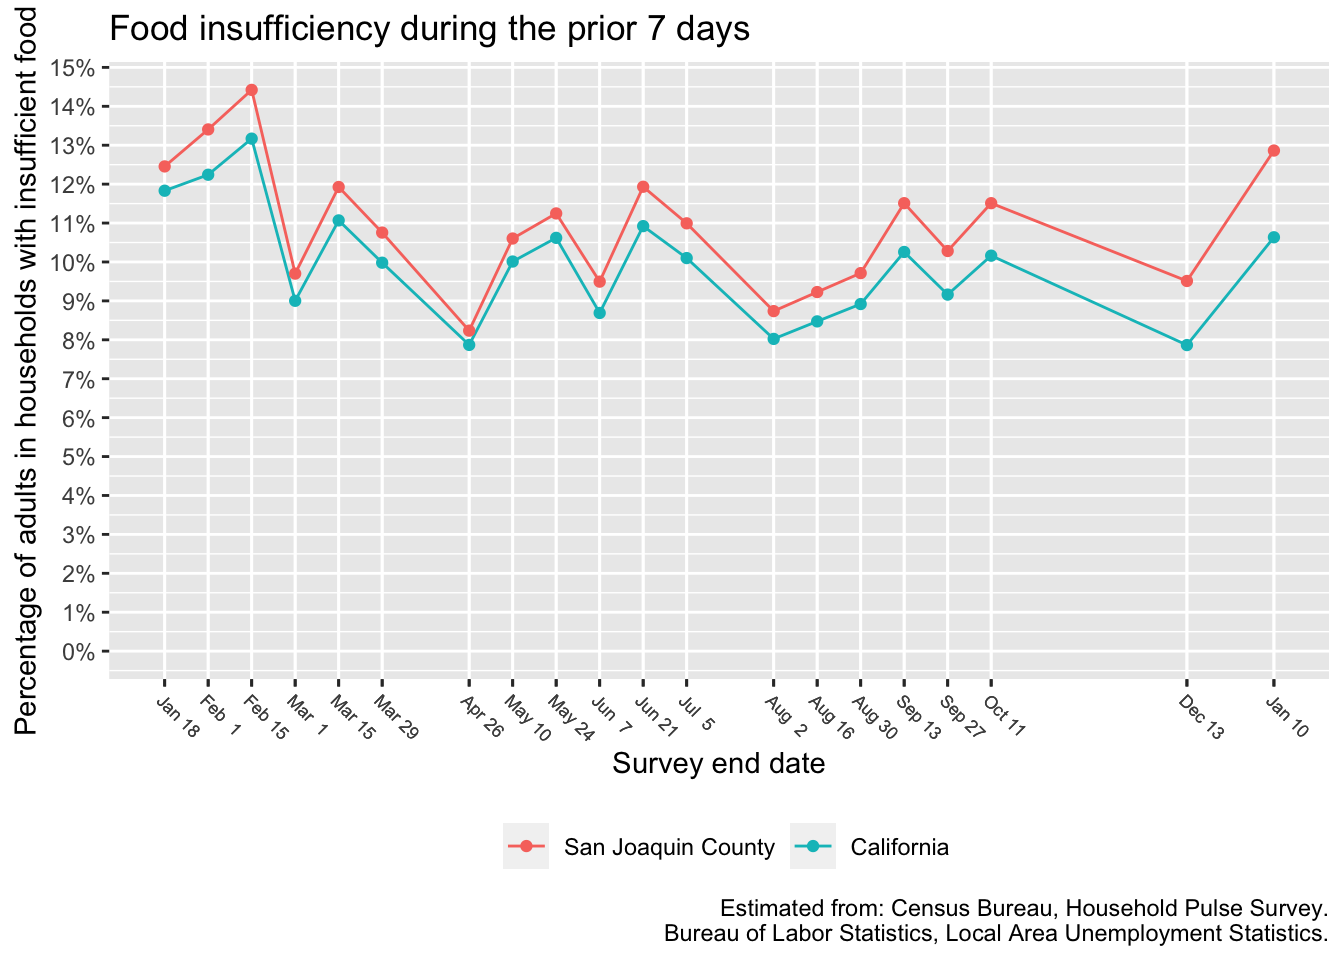 Food insufficiency during the prior 7 days
Percentage of adults in households with insufficient food
15%
14%
13%
12%
11%
10%
9%
8%
7%
6%
5%
4%
3%
2%
1%
0%
Jan 18
Feb 1
Feb 15
Mar 1
Mar 15
Mar 29
Apr 26
May 10
May 24
Jun 7
Jun 21
Jul 5
Aug 2
Aug 16
Aug 30
Sep 13
Sep 27
Oct 11
Dec 13
Jan 10
Survey end date
San Joaquin County
California
Estimated from: Census Bureau, Household Pulse Survey.
Bureau of Labor Statistics, Local Area Unemployment Statistics.